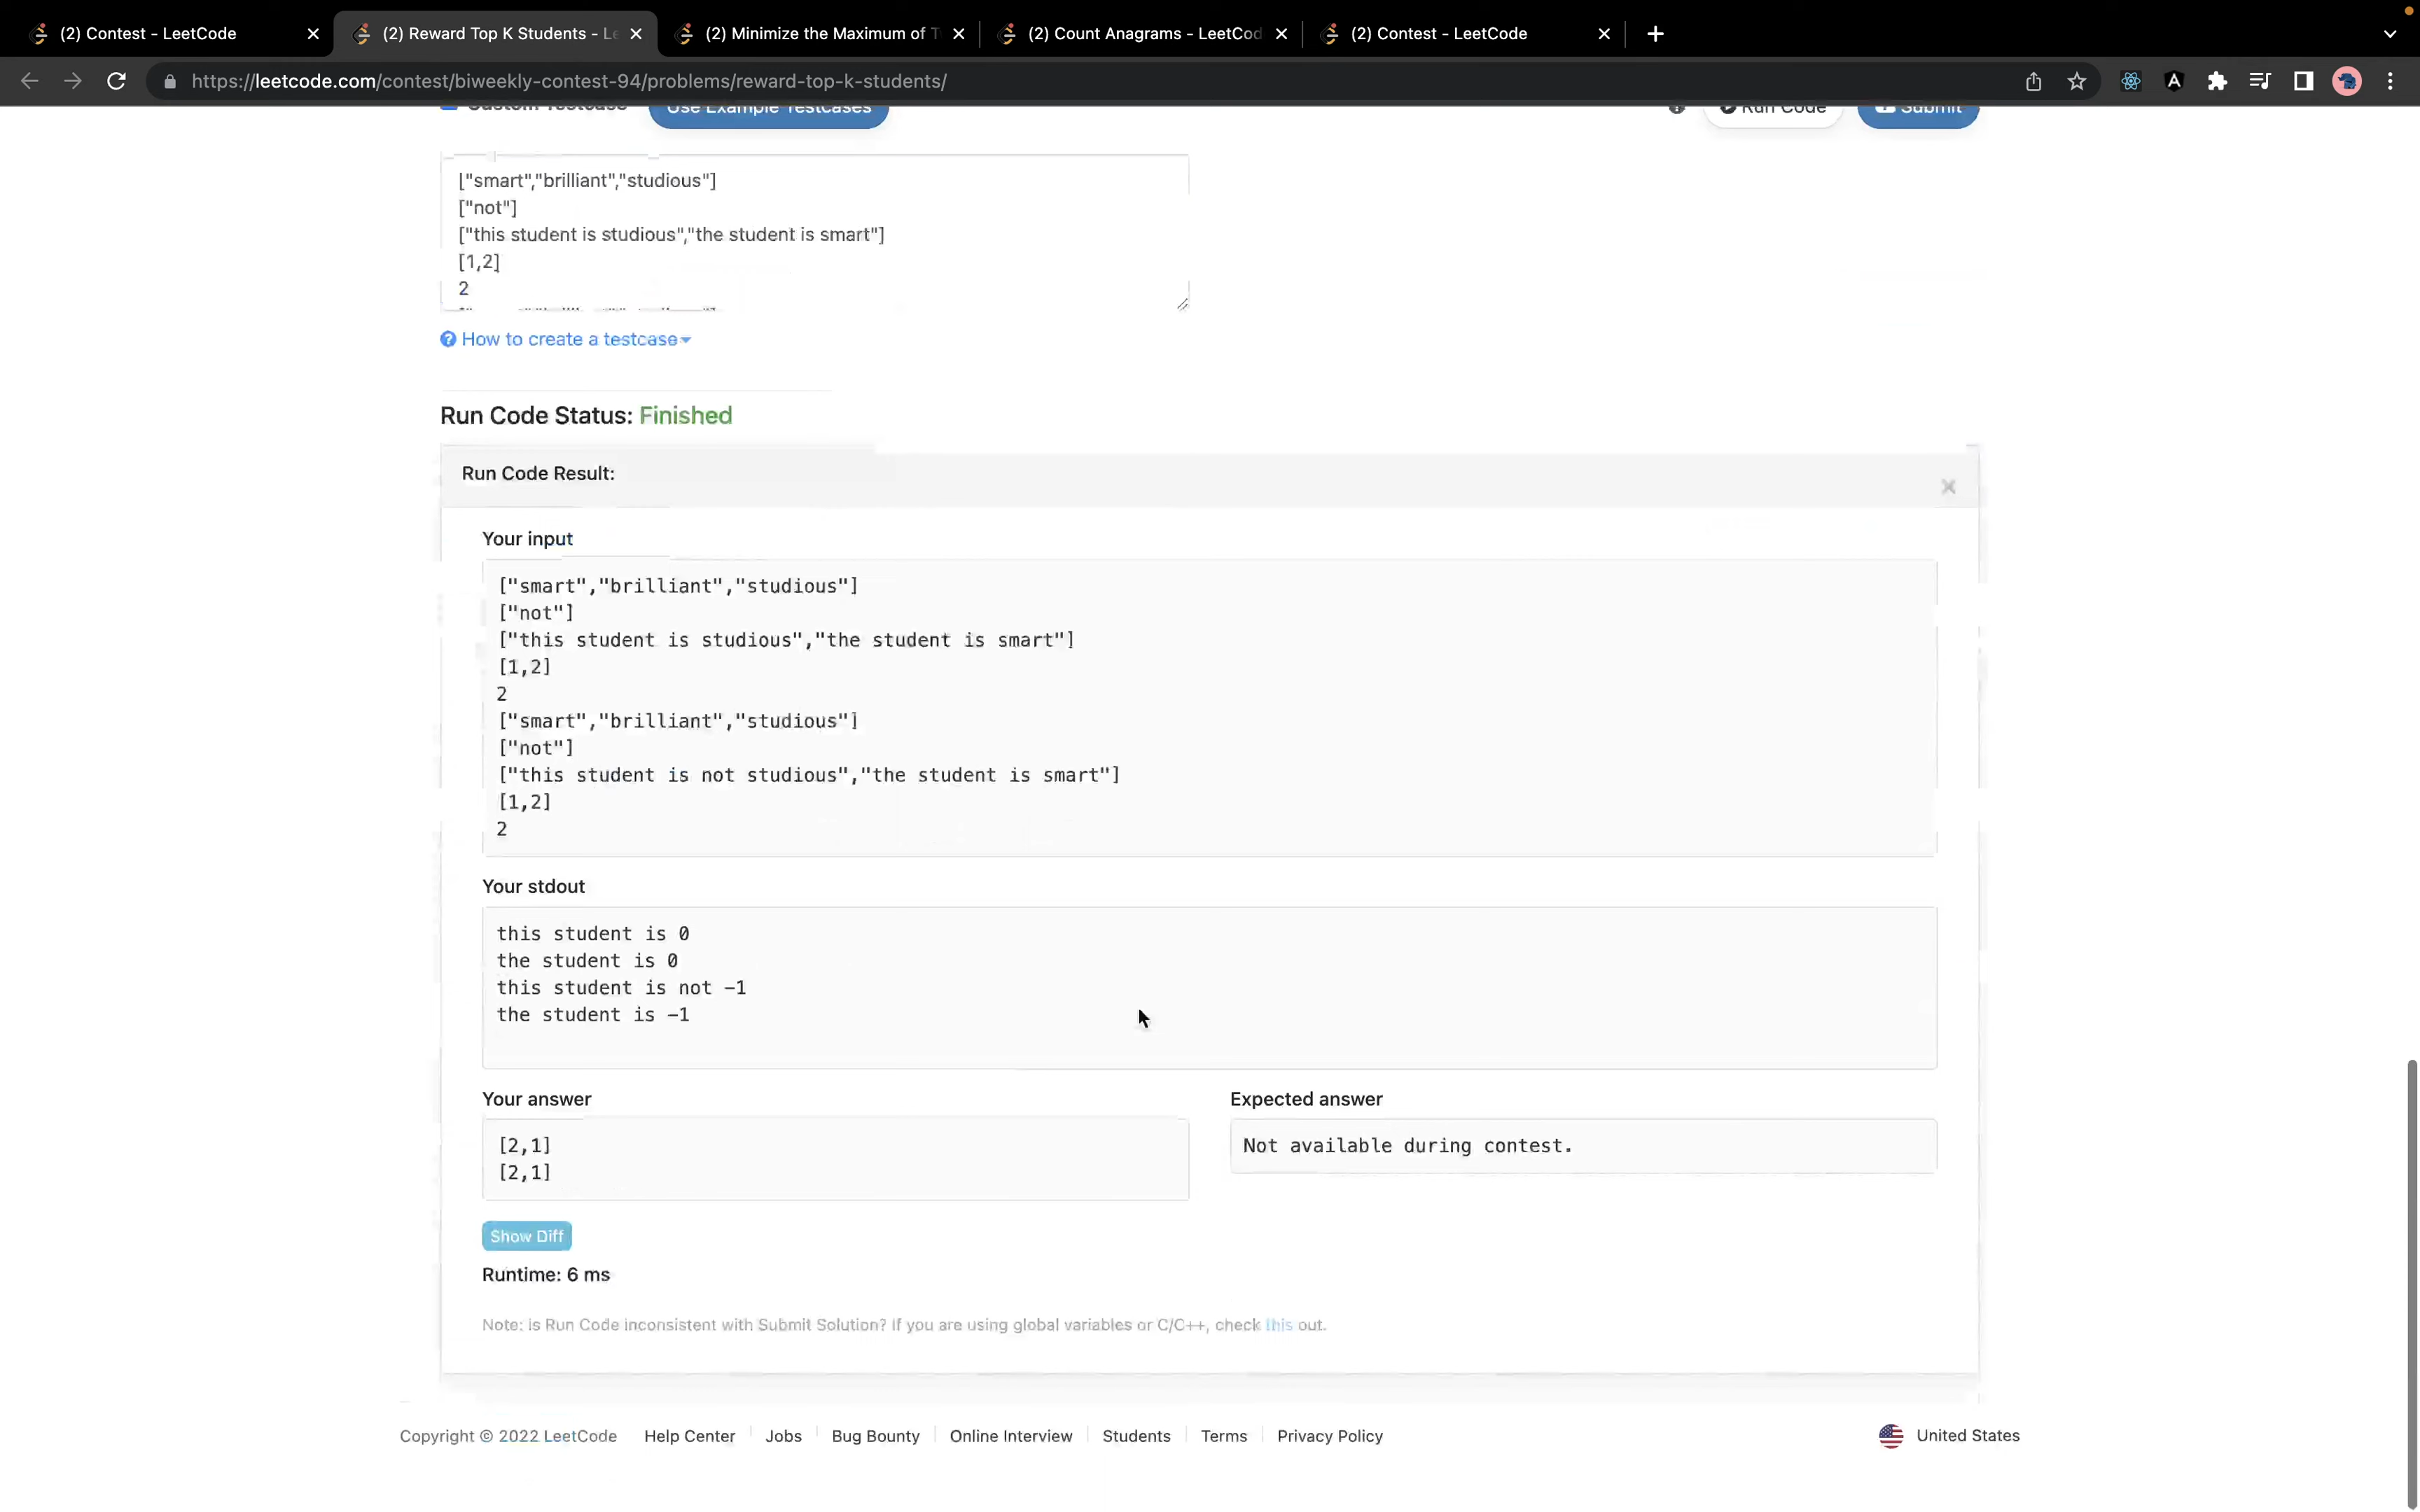 (2) Contest - LeetCode
(2) Reward Top K Students - Le
(2) Minimize the Maximum of T
(2) Count Anagrams - LeetCod
(2) Contest - LeetCode
https://leetcode.com/contest/biweekly-contest-94/problems/reward-top-k-students/
Custom Testcase
Use Example Testcases
Run Code
Submit
["smart","brilliant","studious"]
["not"]
["this student is studious","the student is smart"]
[1,2]
2
How to create a testcase
Run Code Status: Finished
Run Code Result:
Your input
["smart","brilliant","studious"]
["not"]
["this student is studious","the student is smart"]
[1,2]
2
["smart","brilliant","studious"]
["not"]
["this student is not studious","the student is smart"]
[1,2]
2
Your stdout
this student is 0
the student is 0
this student is not -1
the student is -1
Your answer
Expected answer
[2,1]
[2,1]
Not available during contest.
Show Diff
Runtime: 6 ms
Note: is Run Code inconsistent with Submit Solution? if you are using global variables or C/C++, check this out.
Copyright © 2022 LeetCode
Help Center
Jobs
Bug Bounty
Online Interview
Students
Terms
Privacy Policy
United States